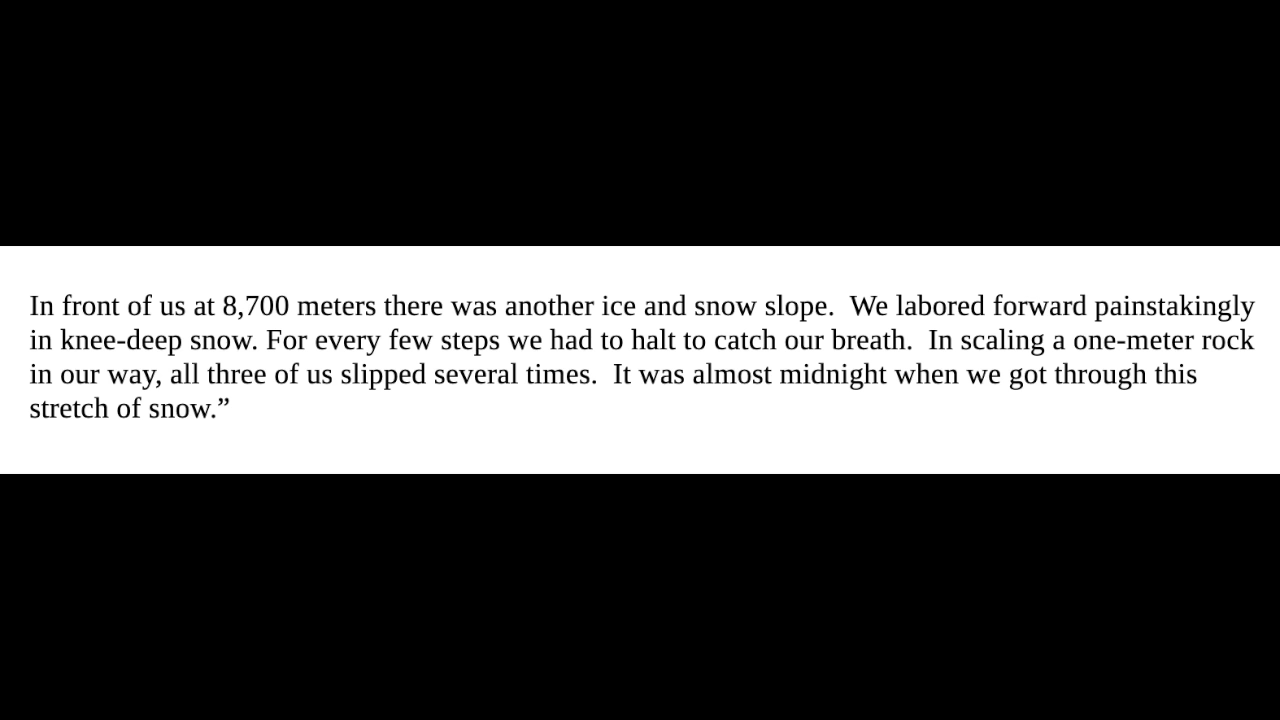 In front of us at 8,700 meters there was another ice and snow slope.  We labored forward painstakingly
in knee-deep snow. For every few steps we had to halt to catch our breath.  In scaling a one-meter rock
in our way, all three of us slipped several times.  It was almost midnight when we got through this
stretch of snow.”